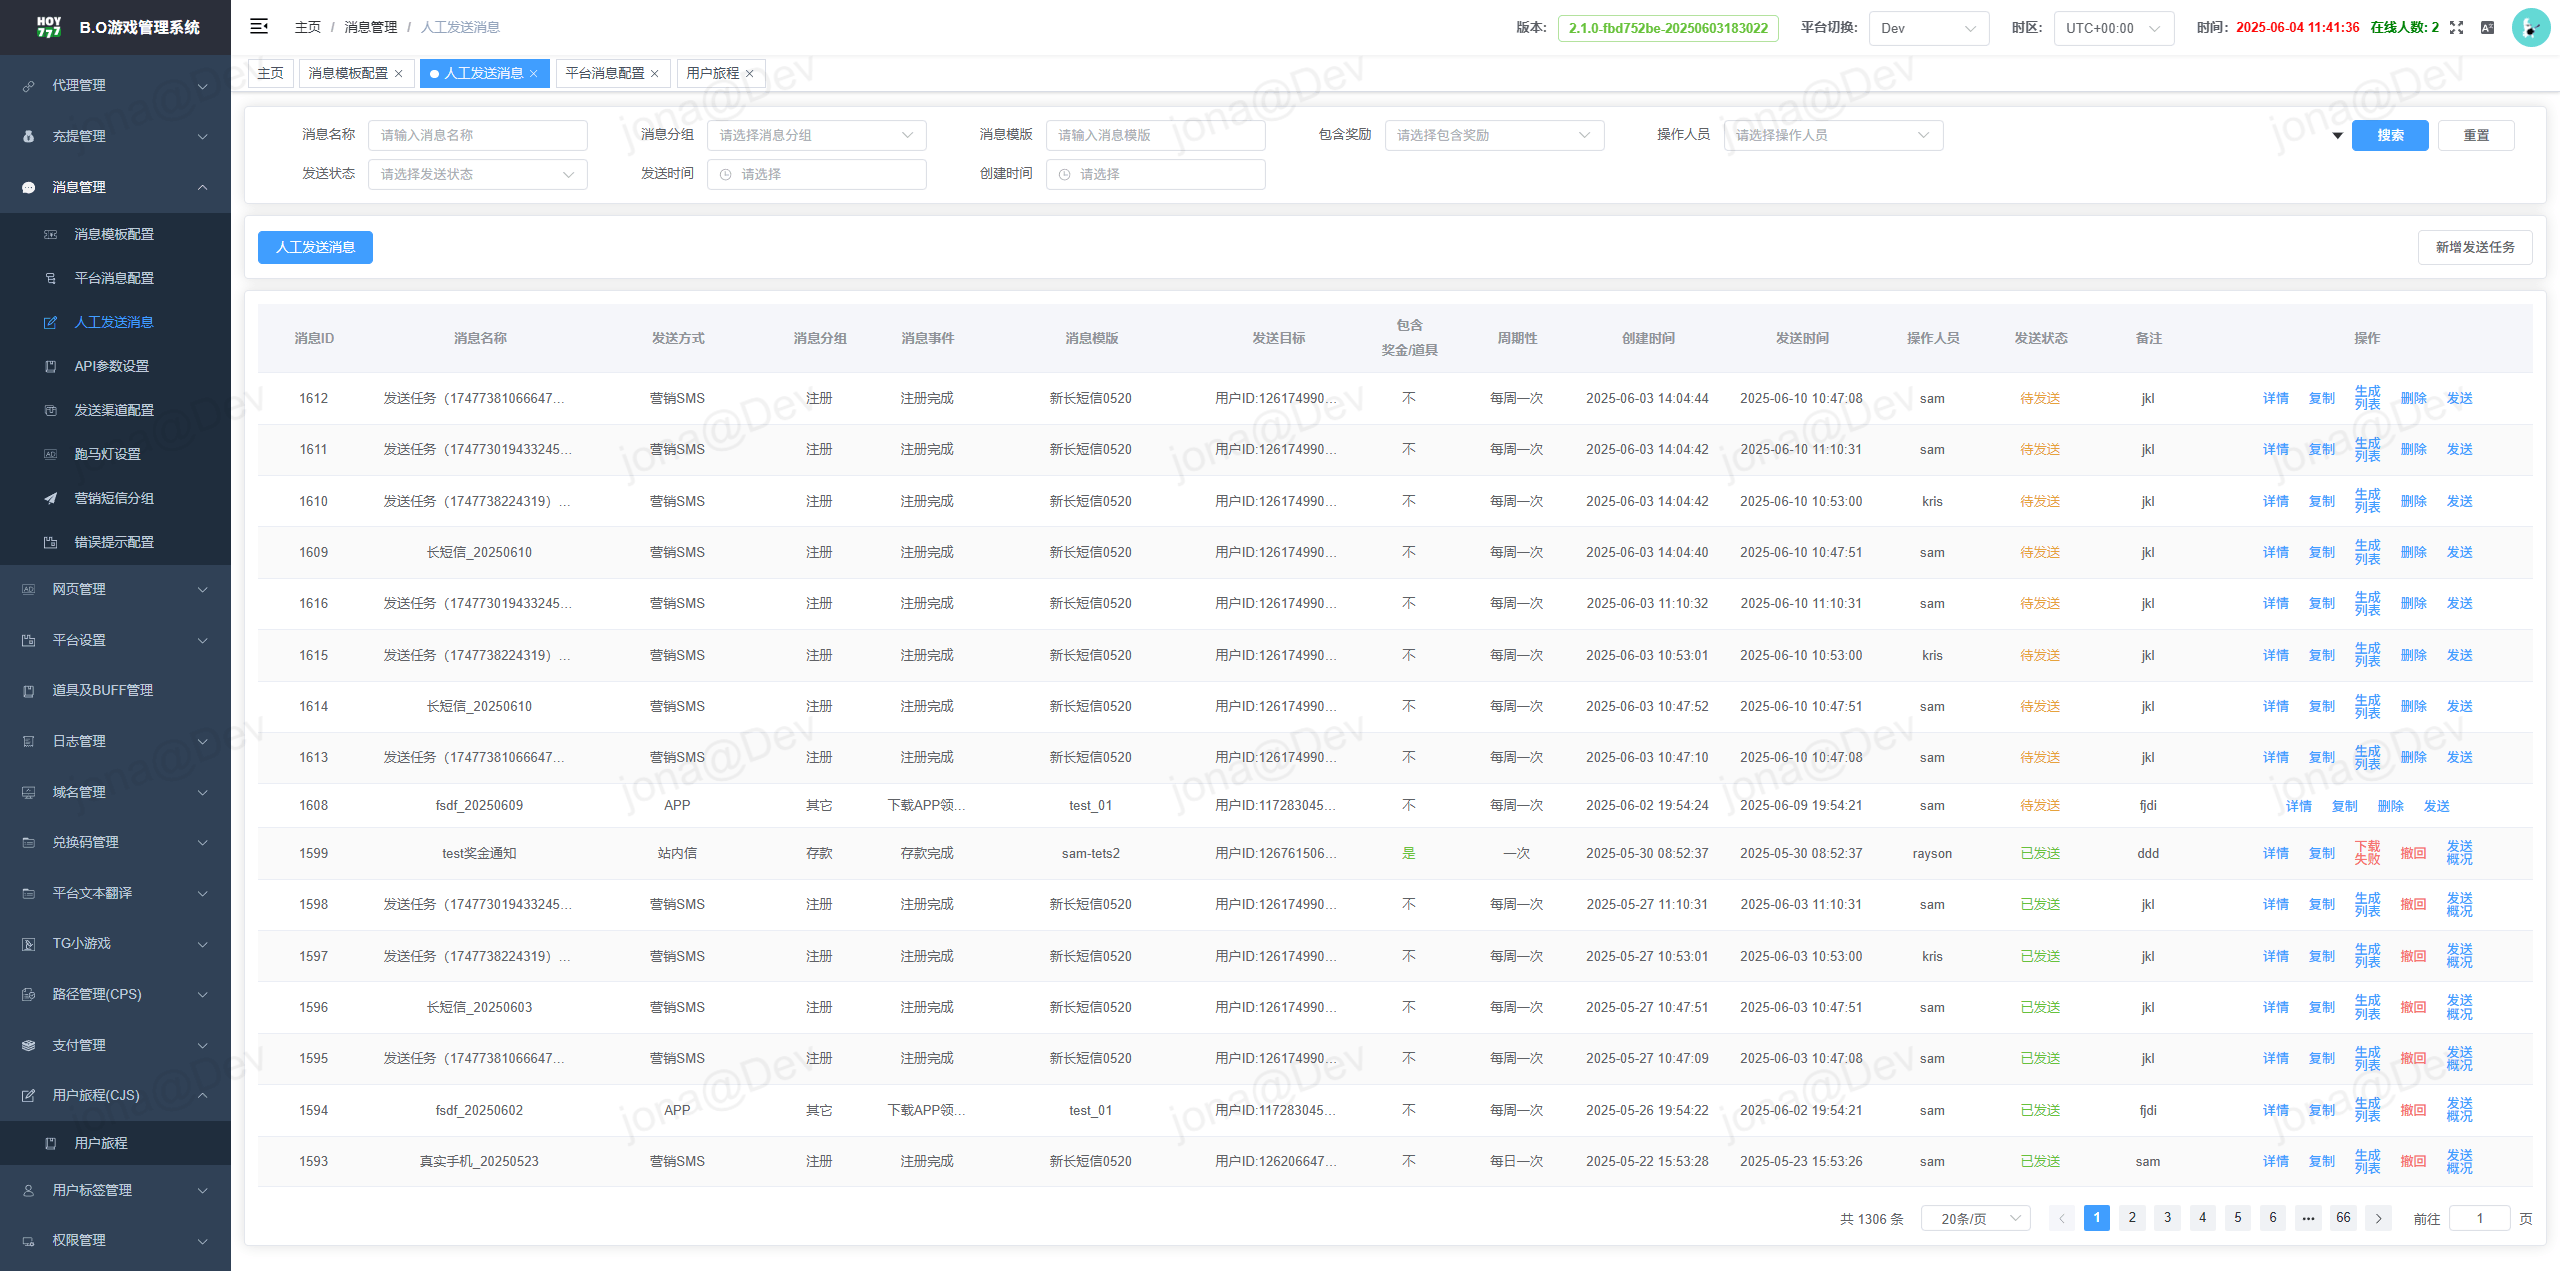 HOY 777 B.O游戏管理系统
主页 / 消息管理 / 人工发送消息
版本: 2.1.0-fbd752be-20250603183022 平台切换: Dev 时区: UTC+00:00 时间: 2025-06-04 11:41:36 在线人数: 2
主页 消息模板配置 人工发送消息 平台消息配置 用户旅程
代理管理
充提管理
消息管理
消息模板配置
平台消息配置
人工发送消息
API参数设置
发送渠道配置
跑马灯设置
营销短信分组
错误提示配置
网页管理
平台设置
道具及BUFF管理
日志管理
域名管理
兑换码管理
平台文本翻译
TG小游戏
路径管理(CPS)
支付管理
用户旅程(CJS)
用户旅程
用户标签管理
权限管理
消息名称 请输入消息名称 消息分组 请选择消息分组 消息模版 请输入消息模版 包含奖励 请选择包含奖励 操作人员 请选择操作人员 搜索 重置
发送状态 请选择发送状态 发送时间 请选择 创建时间 请选择
人工发送消息 新增发送任务
消息ID 消息名称 发送方式 消息分组 消息事件 消息模版 发送目标 包含 奖金/道具 周期性 创建时间 发送时间 操作人员 发送状态 备注 操作
1612 发送任务（17477381066647... 营销SMS 注册 注册完成 新长短信0520 用户ID:126174990... 不 每周一次 2025-06-03 14:04:44 2025-06-10 10:47:08 sam 待发送 jkl 详情 复制 生成列表 删除 发送
1611 发送任务（174773019433245... 营销SMS 注册 注册完成 新长短信0520 用户ID:126174990... 不 每周一次 2025-06-03 14:04:42 2025-06-10 11:10:31 sam 待发送 jkl 详情 复制 生成列表 删除 发送
1610 发送任务（1747738224319）... 营销SMS 注册 注册完成 新长短信0520 用户ID:126174990... 不 每周一次 2025-06-03 14:04:42 2025-06-10 10:53:00 kris 待发送 jkl 详情 复制 生成列表 删除 发送
1609 长短信_20250610 营销SMS 注册 注册完成 新长短信0520 用户ID:126174990... 不 每周一次 2025-06-03 14:04:40 2025-06-10 10:47:51 sam 待发送 jkl 详情 复制 生成列表 删除 发送
1616 发送任务（174773019433245... 营销SMS 注册 注册完成 新长短信0520 用户ID:126174990... 不 每周一次 2025-06-03 11:10:32 2025-06-10 11:10:31 sam 待发送 jkl 详情 复制 生成列表 删除 发送
1615 发送任务（1747738224319）... 营销SMS 注册 注册完成 新长短信0520 用户ID:126174990... 不 每周一次 2025-06-03 10:53:01 2025-06-10 10:53:00 kris 待发送 jkl 详情 复制 生成列表 删除 发送
1614 长短信_20250610 营销SMS 注册 注册完成 新长短信0520 用户ID:126174990... 不 每周一次 2025-06-03 10:47:52 2025-06-10 10:47:51 sam 待发送 jkl 详情 复制 生成列表 删除 发送
1613 发送任务（17477381066647... 营销SMS 注册 注册完成 新长短信0520 用户ID:126174990... 不 每周一次 2025-06-03 10:47:10 2025-06-10 10:47:08 sam 待发送 jkl 详情 复制 生成列表 删除 发送
1608 fsdf_20250609 APP 其它 下载APP领... test_01 用户ID:117283045... 不 每周一次 2025-06-02 19:54:24 2025-06-09 19:54:21 sam 待发送 fjdi 详情 复制 删除 发送
1599 test奖金通知 站内信 存款 存款完成 sam-tets2 用户ID:126761506... 是 一次 2025-05-30 08:52:37 2025-05-30 08:52:37 rayson 已发送 ddd 详情 复制 下载失败 撤回 发送概况
1598 发送任务（174773019433245... 营销SMS 注册 注册完成 新长短信0520 用户ID:126174990... 不 每周一次 2025-05-27 11:10:31 2025-06-03 11:10:31 sam 已发送 jkl 详情 复制 生成列表 撤回 发送概况
1597 发送任务（1747738224319）... 营销SMS 注册 注册完成 新长短信0520 用户ID:126174990... 不 每周一次 2025-05-27 10:53:01 2025-06-03 10:53:00 kris 已发送 jkl 详情 复制 生成列表 撤回 发送概况
1596 长短信_20250603 营销SMS 注册 注册完成 新长短信0520 用户ID:126174990... 不 每周一次 2025-05-27 10:47:51 2025-06-03 10:47:51 sam 已发送 jkl 详情 复制 生成列表 撤回 发送概况
1595 发送任务（17477381066647... 营销SMS 注册 注册完成 新长短信0520 用户ID:126174990... 不 每周一次 2025-05-27 10:47:09 2025-06-03 10:47:08 sam 已发送 jkl 详情 复制 生成列表 撤回 发送概况
1594 fsdf_20250602 APP 其它 下载APP领... test_01 用户ID:117283045... 不 每周一次 2025-05-26 19:54:22 2025-06-02 19:54:21 sam 已发送 fjdi 详情 复制 生成列表 撤回 发送概况
1593 真实手机_20250523 营销SMS 注册 注册完成 新长短信0520 用户ID:126206647... 不 每日一次 2025-05-22 15:53:28 2025-05-23 15:53:26 sam 已发送 sam 详情 复制 生成列表 撤回 发送概况
共 1306 条 20条/页 1 2 3 4 5 6 ... 66 前往 1 页
jona@Dev